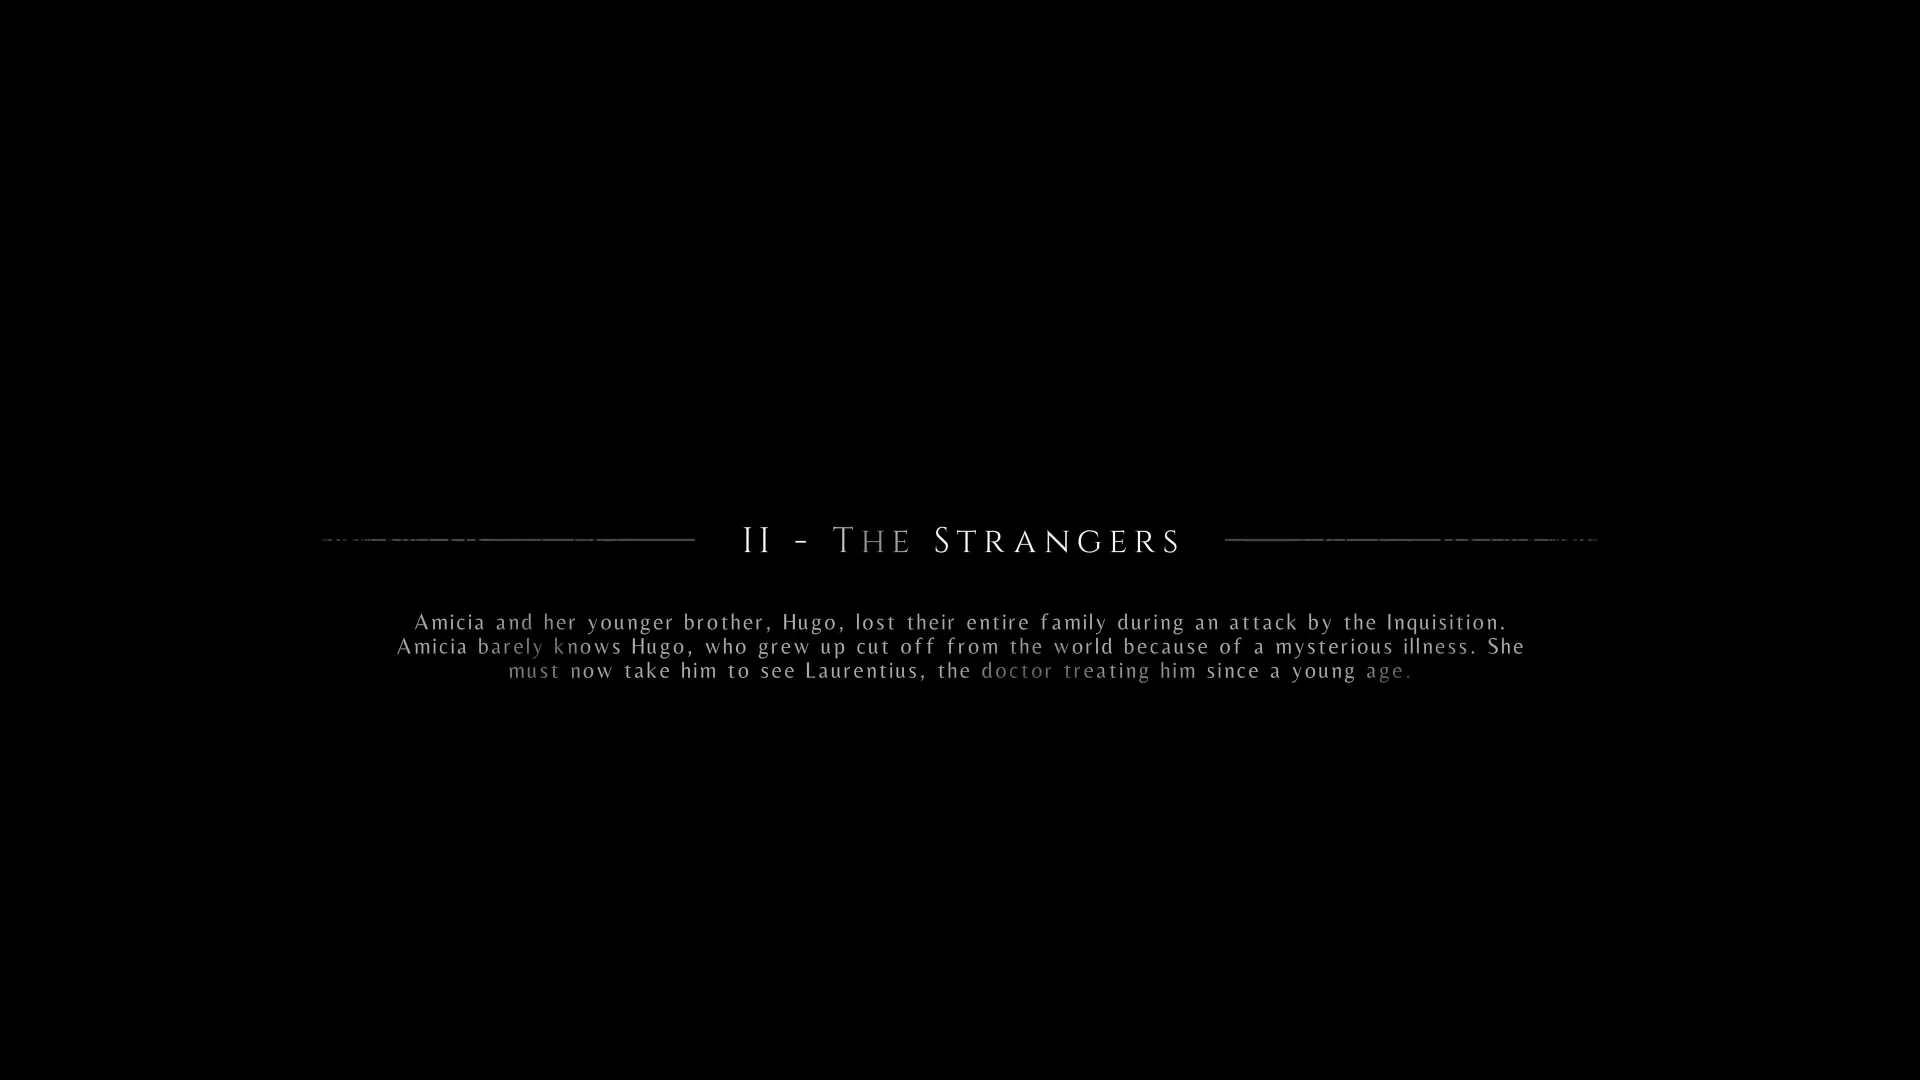 II - The Strangers
Amicia and her younger brother, Hugo, lost their entire family during an attack by the Inquisition.
Amicia barely knows Hugo, who grew up cut off from the world because of a mysterious illness. She
must now take him to see Laurentius, the doctor treating him since a young age.